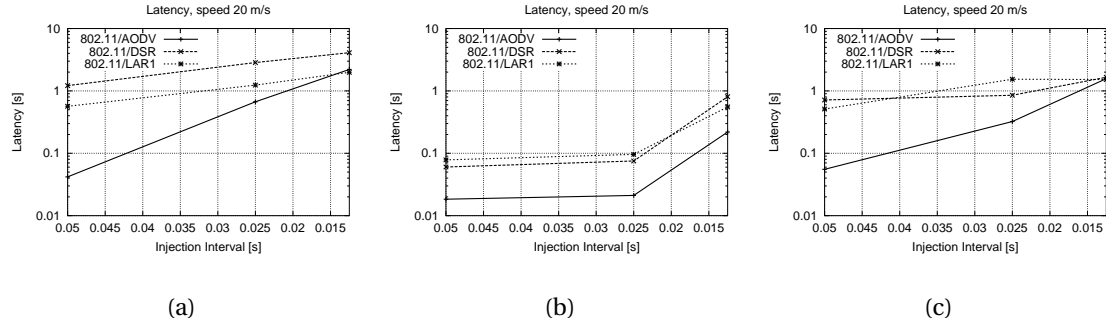 Latency, speed 20 m/s
10
1
0.1
0.01
Latency [s]
802.11/AODV
802.11/DSR
802.11/LAR1
0.05 0.045 0.04 0.035 0.03 0.025 0.02 0.015
Injection Interval [s]
(a)
Latency, speed 20 m/s
10
1
0.1
0.01
Latency [s]
802.11/AODV
802.11/DSR
802.11/LAR1
0.05 0.045 0.04 0.035 0.03 0.025 0.02 0.015
Injection Interval [s]
(b)
Latency, speed 20 m/s
10
1
0.1
0.01
Latency [s]
802.11/AODV
802.11/DSR
802.11/LAR1
0.05 0.045 0.04 0.035 0.03 0.025 0.02 0.015
Injection Interval [s]
(c)